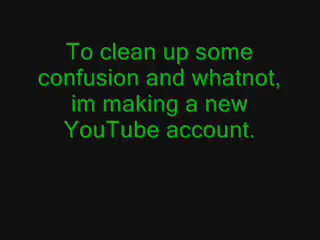 To clean up some
confusion and whatnot,
im making a new
YouTube account.